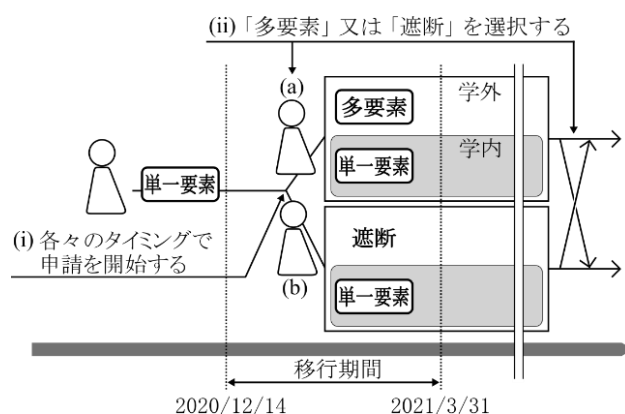 (ii)「多要素」又は「遮断」を選択する
(a)
多要素
学外
学内
単一要素
単一要素
(i) 各々のタイミングで
申請を開始する
遮断
(b)
単一要素
移行期間
2020/12/14
2021/3/31